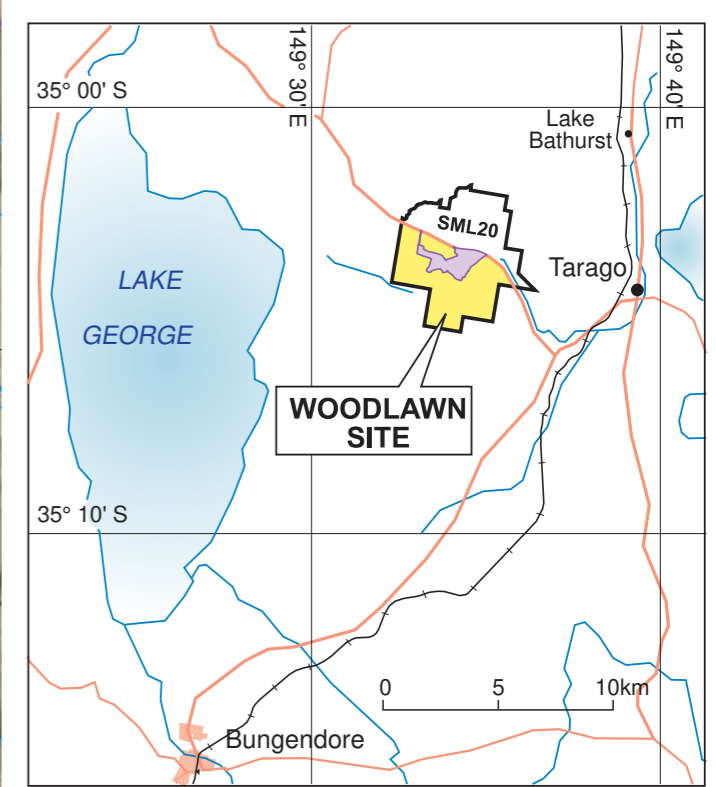 149° 30' E
149° 40' E
35° 00' S
Lake
Bathurst
SML20
Tarago
LAKE
GEORGE
WOODLAWN
SITE
35° 10' S
0 5 10km
Bungendore